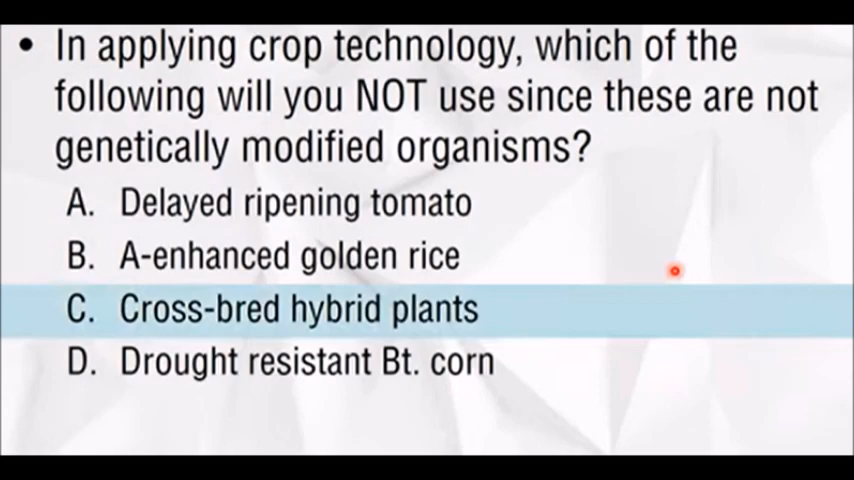 • In applying crop technology, which of the
following will you NOT use since these are not
genetically modified organisms?
A. Delayed ripening tomato
B. A-enhanced golden rice
C. Cross-bred hybrid plants
D. Drought resistant Bt. corn